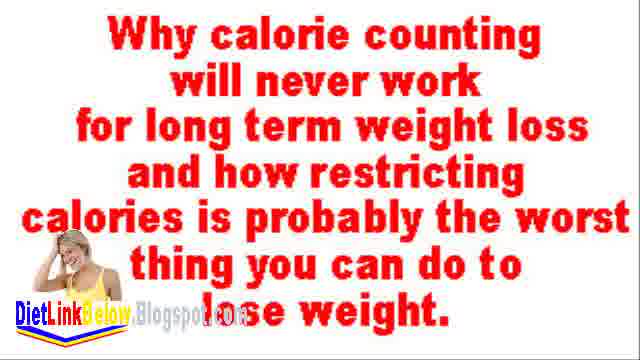 Why calorie counting
will never work
for long term weight loss
and how restricting
calories is probably the worst
thing you can do to
lose weight.
DietLinkBelow.Blogspot.com